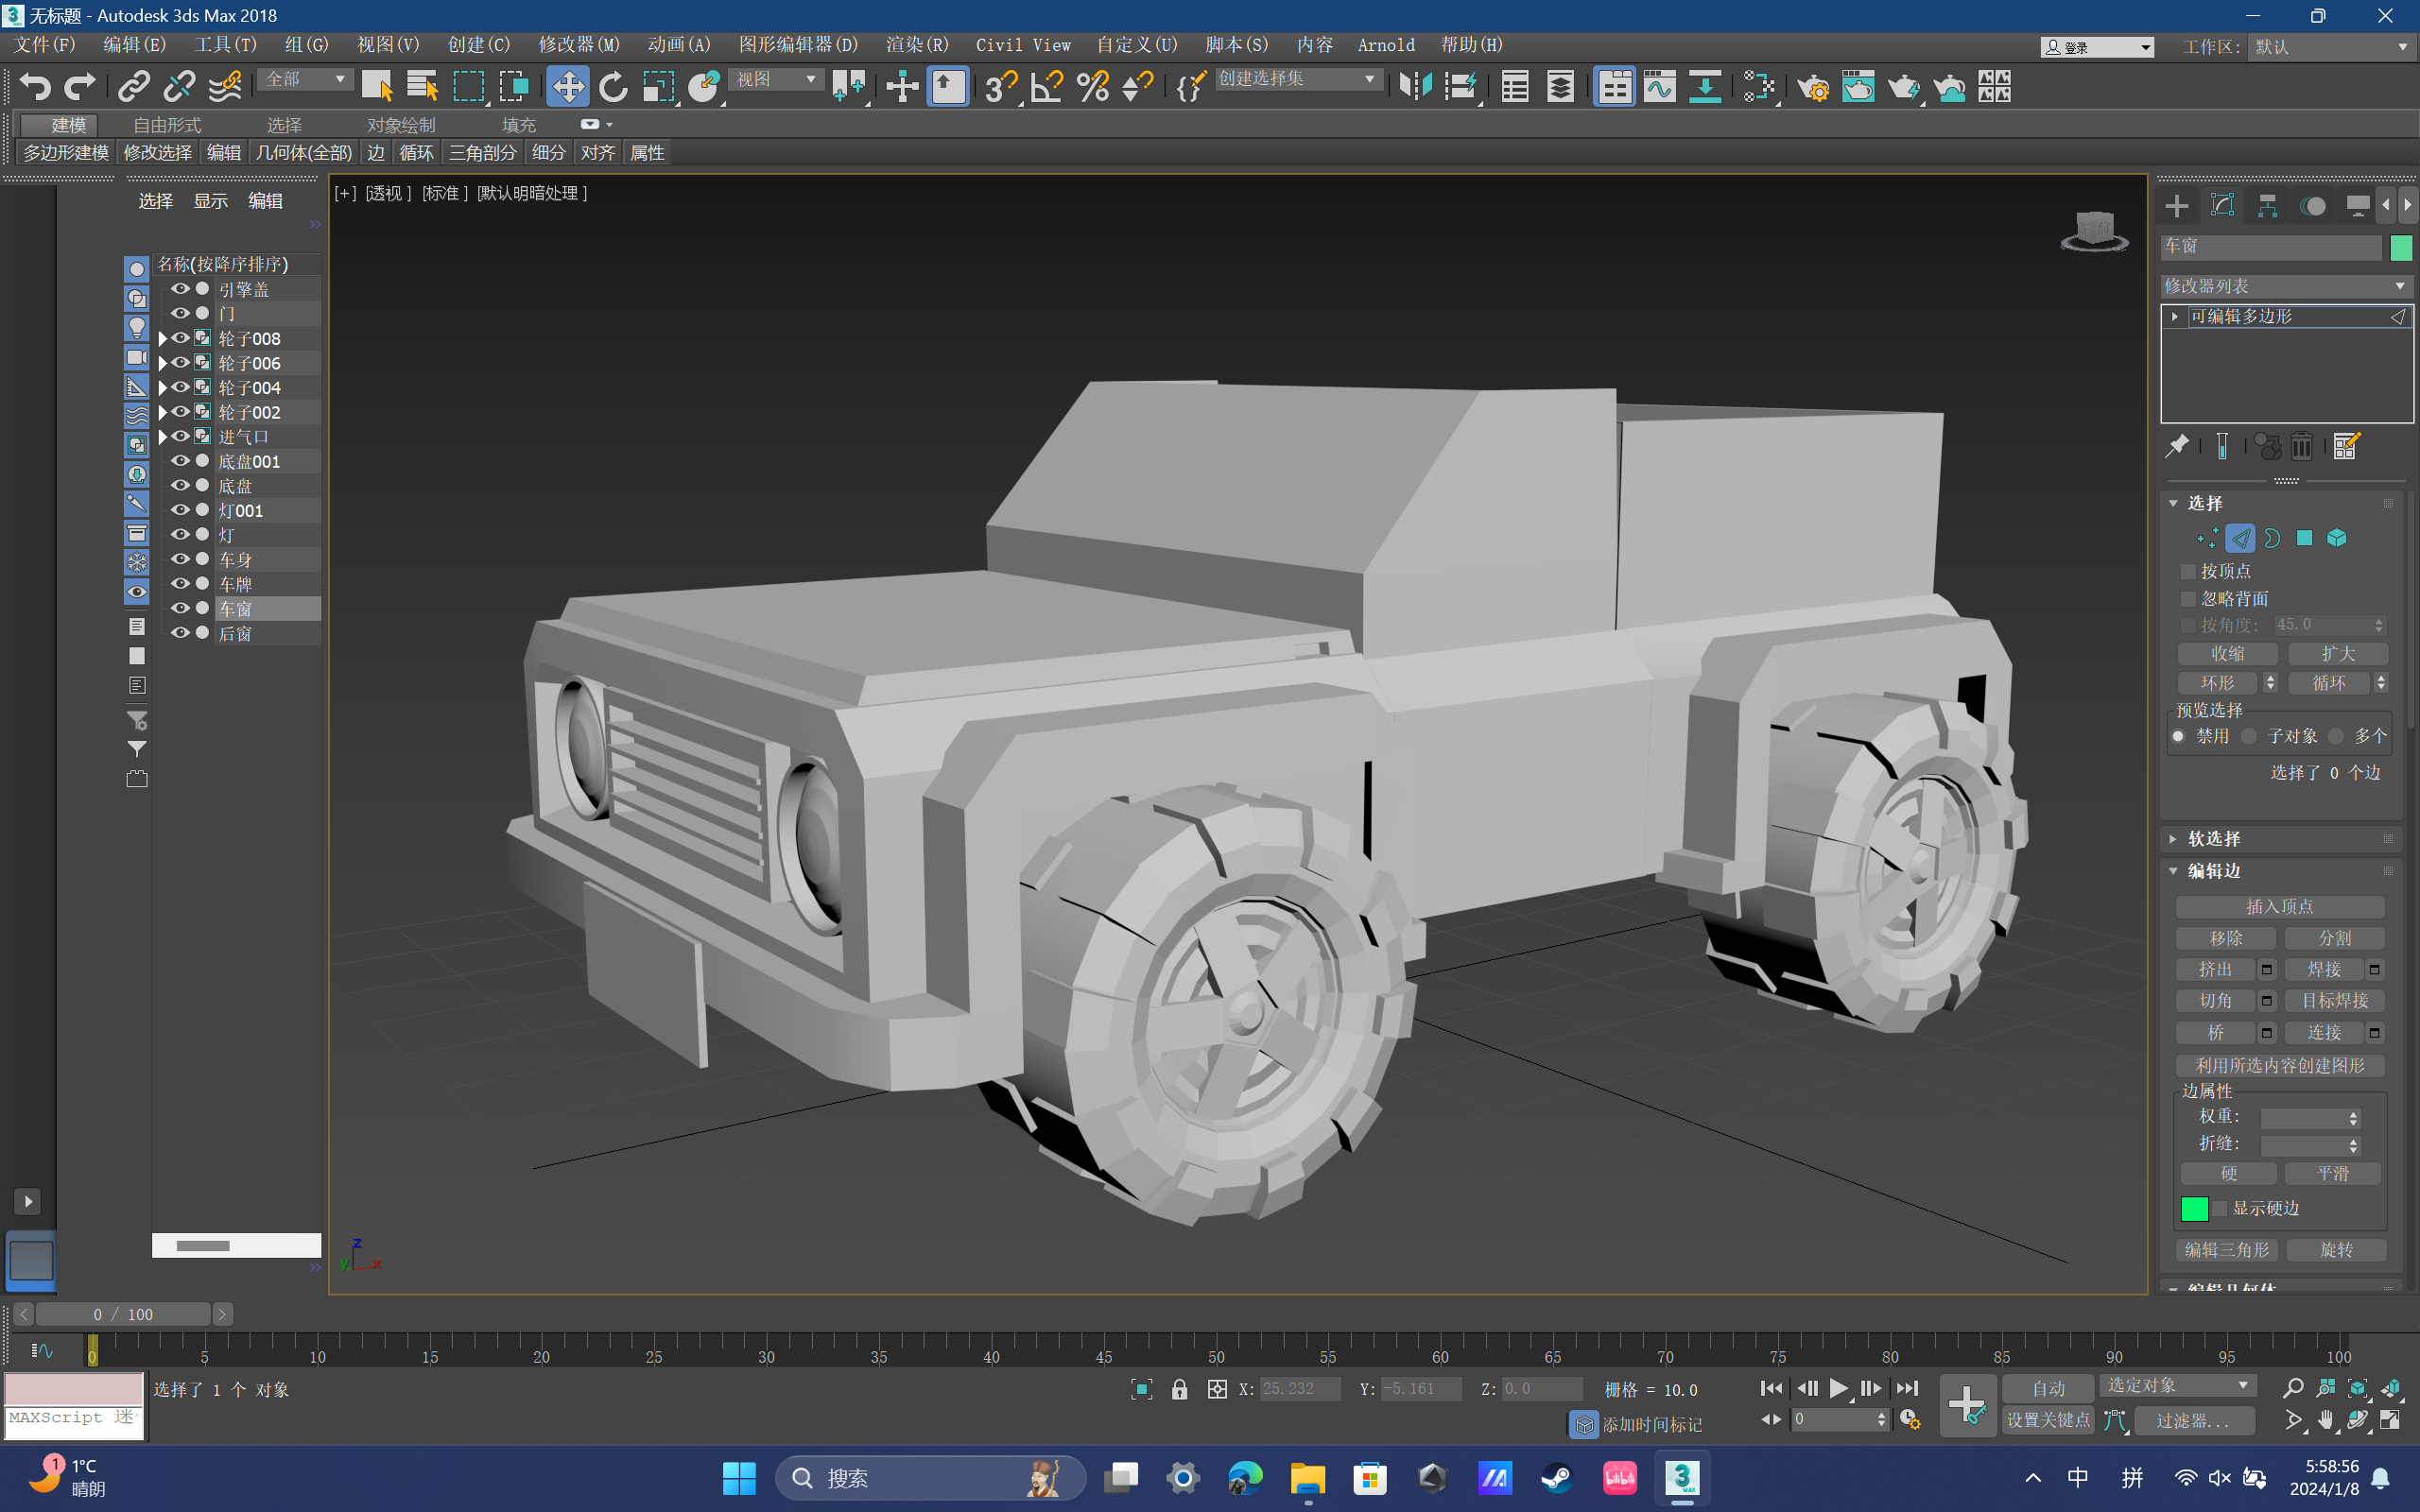 无标题 - Autodesk 3ds Max 2018
文件(F) 编辑(E) 工具(T) 组(G) 视图(V) 创建(C) 修改器(M) 动画(A) 图形编辑器(D) 渲染(R) Civil View 自定义(U) 脚本(S) 内容 Arnold 帮助(H) 登录 工作区: 默认
全部 视图 创建选择集
建模 自由形式 选择 对象绘制 填充
多边形建模 修改选择 编辑 几何体(全部) 边 循环 三角剖分 细分 对齐 属性
选择 显示 编辑
名称(按降序排序)
引擎盖
门
轮子008
轮子006
轮子004
轮子002
进气口
底盘001
底盘
灯001
灯
车身
车牌
车窗
后窗
[+] [透视 ] [标准 ] [默认明暗处理 ]
z
y x
车窗
修改器列表
可编辑多边形
选择
按顶点
忽略背面
按角度: 45.0
收缩 扩大
环形 循环
预览选择
禁用 子对象 多个
选择了 0 个边
软选择
编辑边
插入顶点
移除 分割
挤出 焊接
切角 目标焊接
桥 连接
利用所选内容创建图形
边属性
权重:
折缝:
硬 平滑
显示硬边
编辑三角形 旋转
编辑几何体
0 / 100
0 5 10 15 20 25 30 35 40 45 50 55 60 65 70 75 80 85 90 95 100
选择了 1 个 对象 X: 25.232 Y: -5.161 Z: 0.0 栅格 = 10.0 自动 选定对象
MAXScript 迷 添加时间标记 0 设置关键点 过滤器...
1
1°C
晴朗
搜索
bilibili
3
MAX
中 拼
5:58:56
2024/1/8